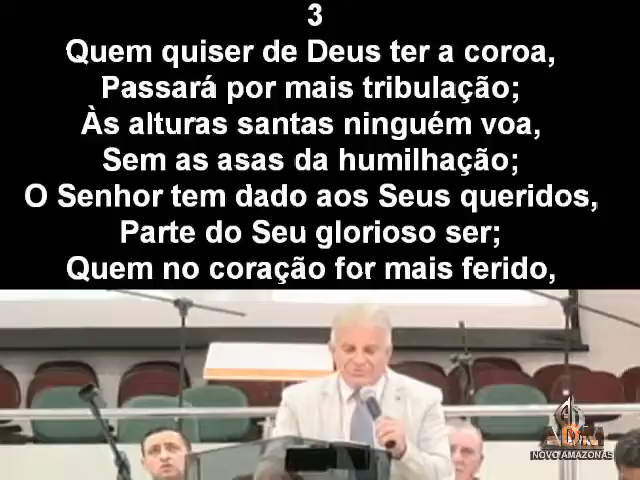 3
Quem quiser de Deus ter a coroa,
Passará por mais tribulação;
Às alturas santas ninguém voa,
Sem as asas da humilhação;
O Senhor tem dado aos Seus queridos,
Parte do Seu glorioso ser;
Quem no coração for mais ferido,
NOVO AMAZONAS